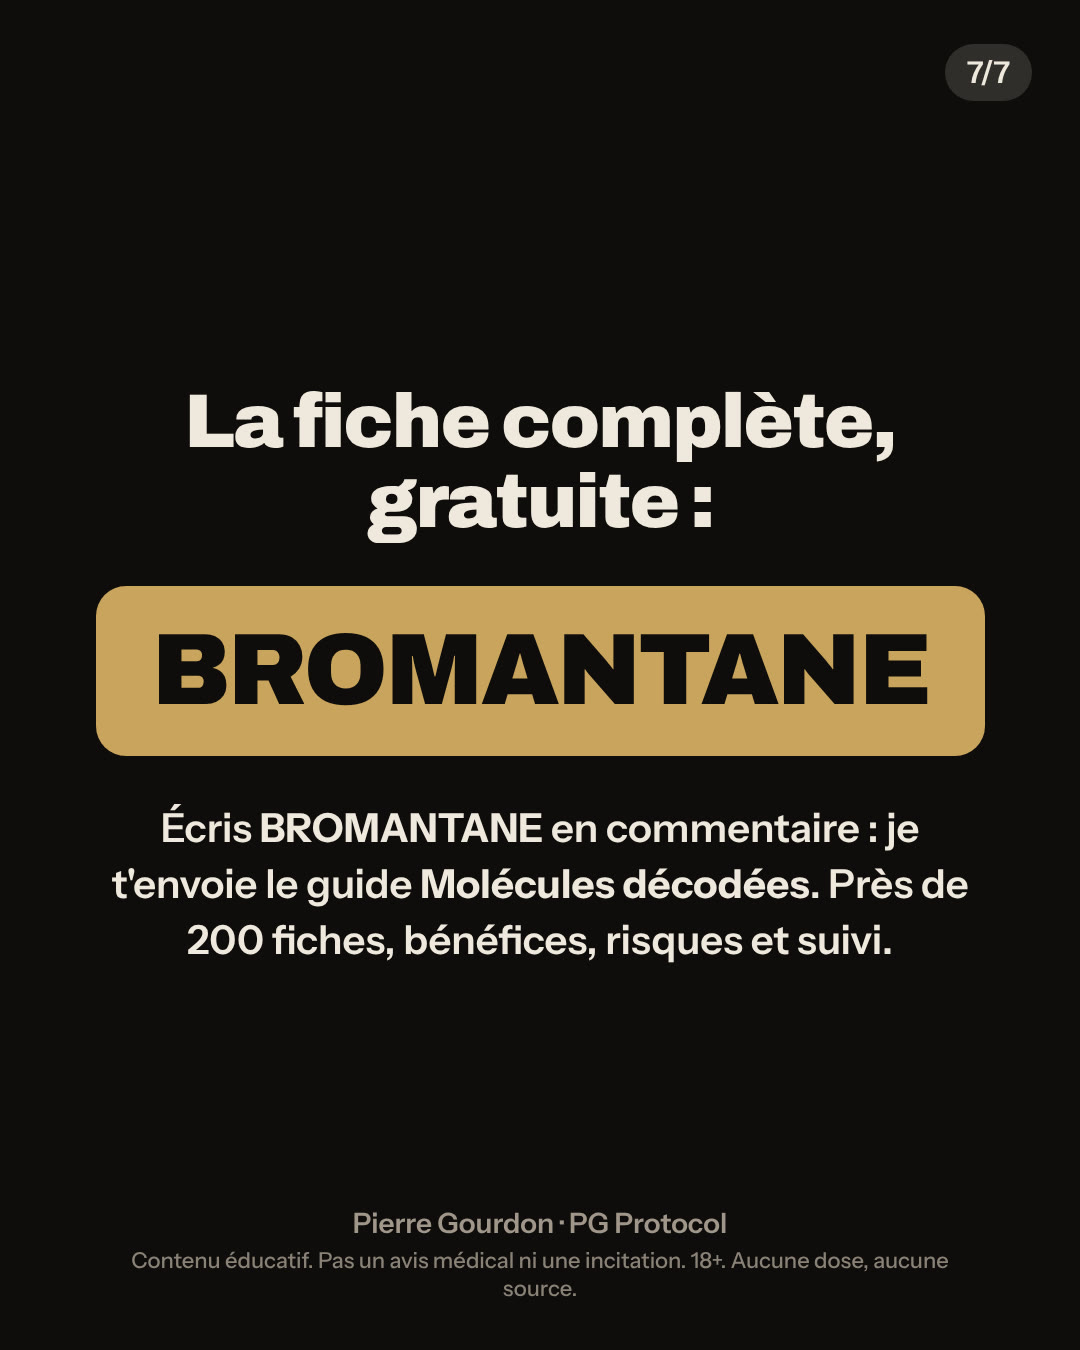 7/7
La fiche complète,
gratuite :
BROMANTANE
Écris BROMANTANE en commentaire : je
t'envoie le guide Molécules décodées. Près de
200 fiches, bénéfices, risques et suivi.
Pierre Gourdon · PG Protocol
Contenu éducatif. Pas un avis médical ni une incitation. 18+. Aucune dose, aucune
source.